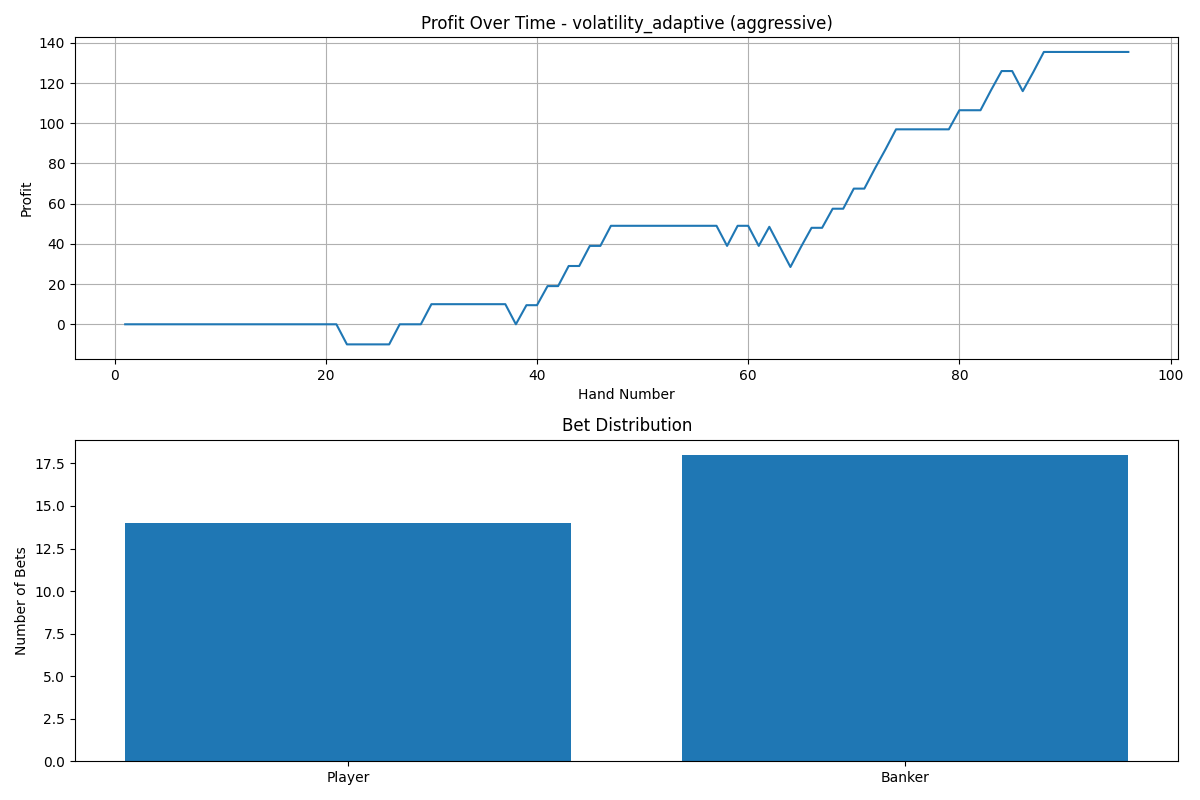 Profit Over Time - volatility_adaptive (aggressive)
140
120
100
80
60
40
20
0
Profit
0 20 40 60 80 100
Hand Number
Bet Distribution
17.5
15.0
12.5
10.0
7.5
5.0
2.5
0.0
Number of Bets
Player Banker